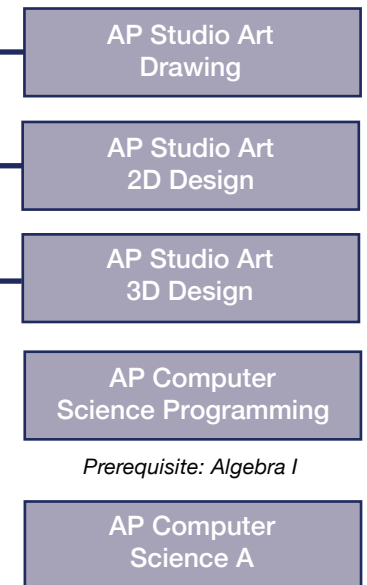 AP Studio Art
Drawing
AP Studio Art
2D Design
AP Studio Art
3D Design
AP Computer
Science Programming
Prerequisite: Algebra I
AP Computer
Science A